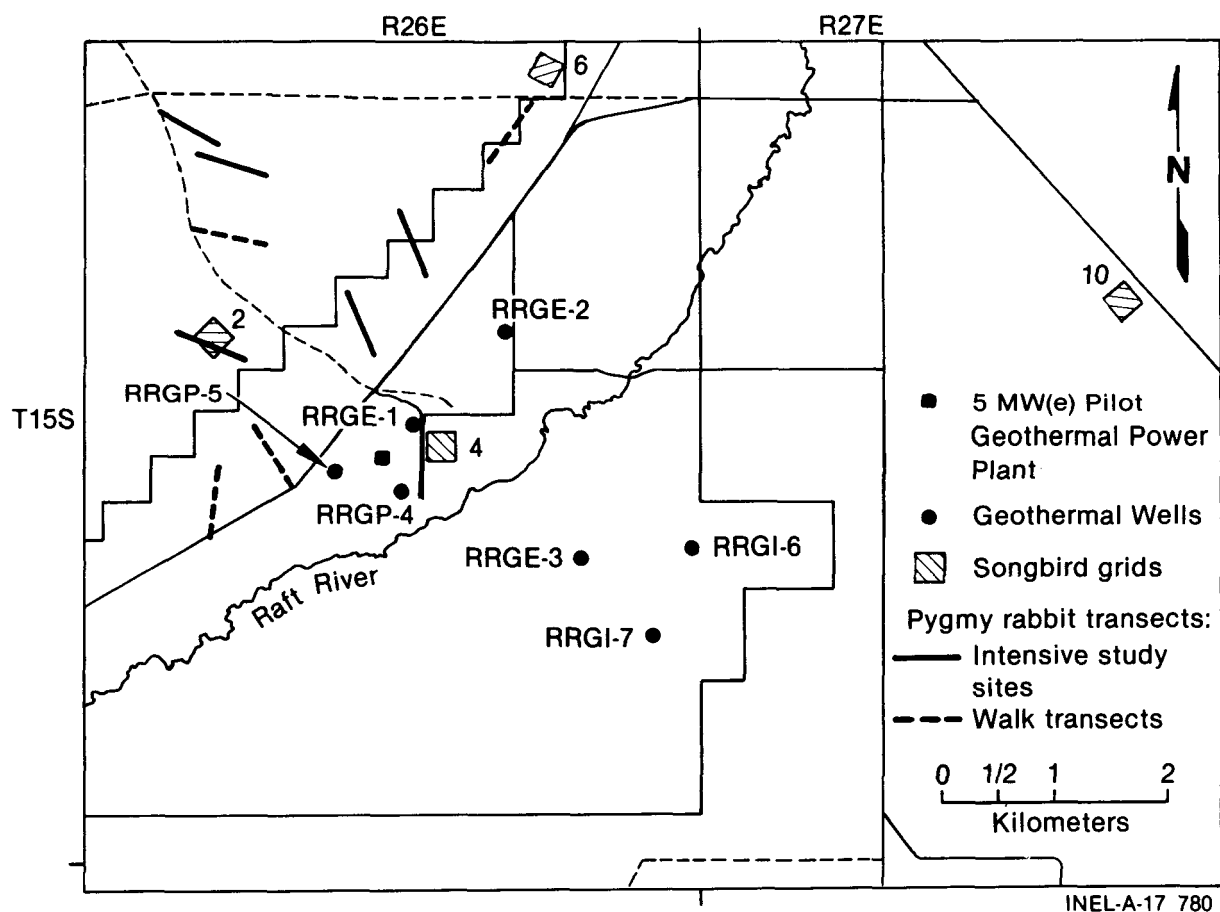 R26E
R27E
6
N
10
2
RRGE-2
RRGP-5
RRGE-1
T15S
4
RRGP-4
RRGE-3
RRGI-6
Raft River
RRGI-7
5 MW(e) Pilot
Geothermal Power
Plant
Geothermal Wells
Songbird grids
Pygmy rabbit transects:
Intensive study
sites
Walk transects
0 1/2 1 2
Kilometers
INEL-A-17 780